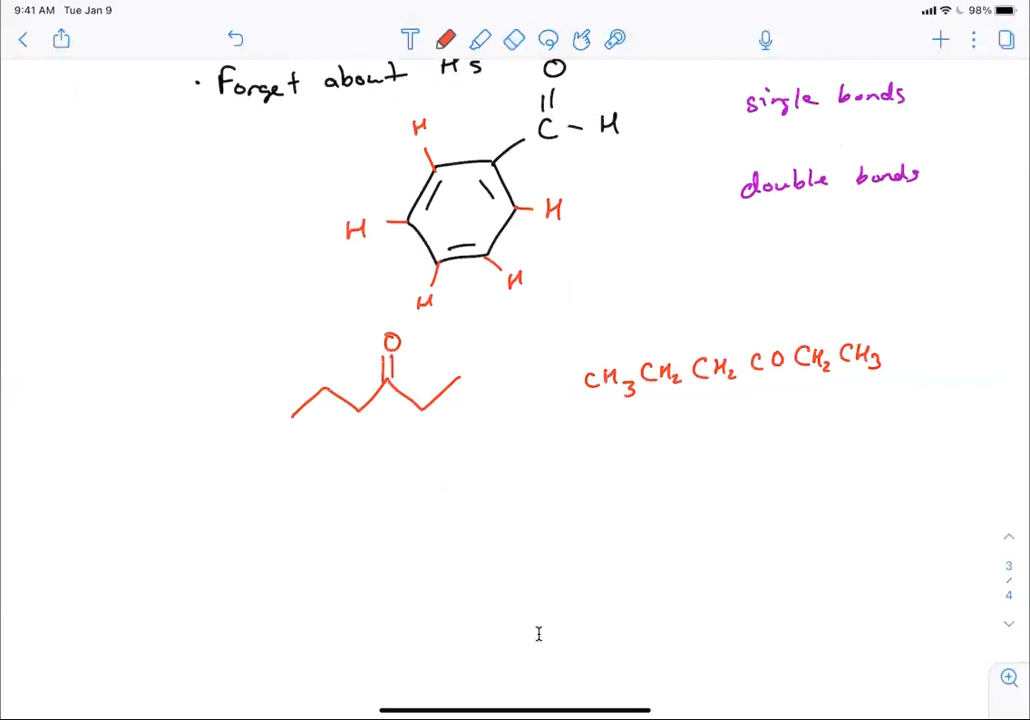 9:41 AM Tue Jan 9
98%
T
· Forget about Hs
O
single bonds
H
C - H
double bonds
H
H
H
H
O
CH3CH2CH2COCH2CH3
3
/
4